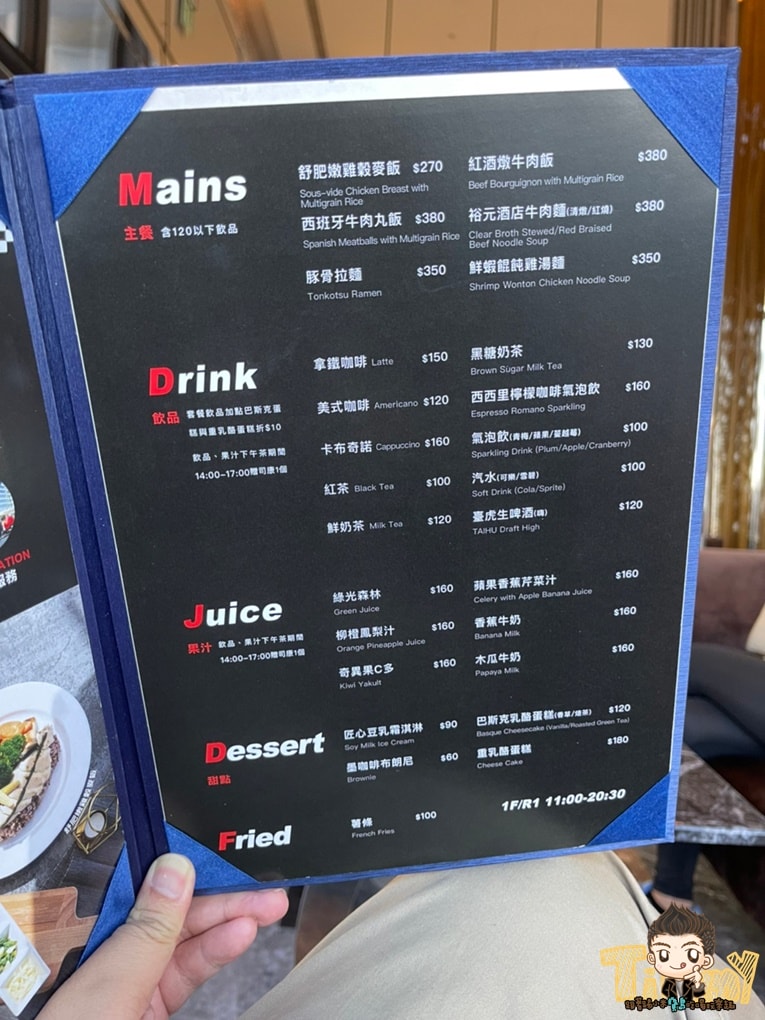 Mains
主餐 含120以下飲品
舒肥嫩雞穀麥飯 $270
Sous-vide Chicken Breast with
Multigrain Rice
西班牙牛肉丸飯 $380
Spanish Meatballs with Multigrain Rice
豚骨拉麵 $350
Tonkotsu Ramen
紅酒燉牛肉飯 $380
Beef Bourguignon with Multigrain Rice
裕元酒店牛肉麵(清燉/紅燒) $380
Clear Broth Stewed/Red Braised
Beef Noodle Soup
鮮蝦餛飩雞湯麵 $350
Shrimp Wonton Chicken Noodle Soup
Drink
飲品 套餐飲品加點巴斯克蛋
糕與重乳酪蛋糕折$10
飲品、果汁下午茶期間
14:00-17:00贈司康1個
拿鐵咖啡 Latte $150
美式咖啡 Americano $120
卡布奇諾 Cappuccino $160
紅茶 Black Tea $100
鮮奶茶 Milk Tea $120
黑糖奶茶 $130
Brown Sugar Milk Tea
西西里檸檬咖啡氣泡飲 $160
Espresso Romano Sparkling
氣泡飲(青梅/蘋果/蔓越莓) $100
Sparkling Drink (Plum/Apple/Cranberry)
汽水(可樂/雪碧) $100
Soft Drink (Cola/Sprite)
臺虎生啤酒(嗨) $120
TAIHU Draft High
Juice
果汁 飲品、果汁下午茶期間
14:00-17:00贈司康1個
綠光森林 $160
Green Juice
柳橙鳳梨汁 $160
Orange Pineapple Juice
奇異果C多 $160
Kiwi Yakult
蘋果香蕉芹菜汁 $160
Celery with Apple Banana Juice
香蕉牛奶 $160
Banana Milk
木瓜牛奶 $160
Papaya Milk
Dessert
甜點
匠心豆乳霜淇淋 $90
Soy Milk Ice Cream
墨咖啡布朗尼 $60
Brownie
巴斯克乳酪蛋糕(香草/焙茶) $120
Basque Cheesecake (Vanilla/Roasted Green Tea)
重乳酪蛋糕 $180
Cheese Cake
Fried
薯條 $100
French Fries
1F/R1 11:00-20:30
ATION
服務